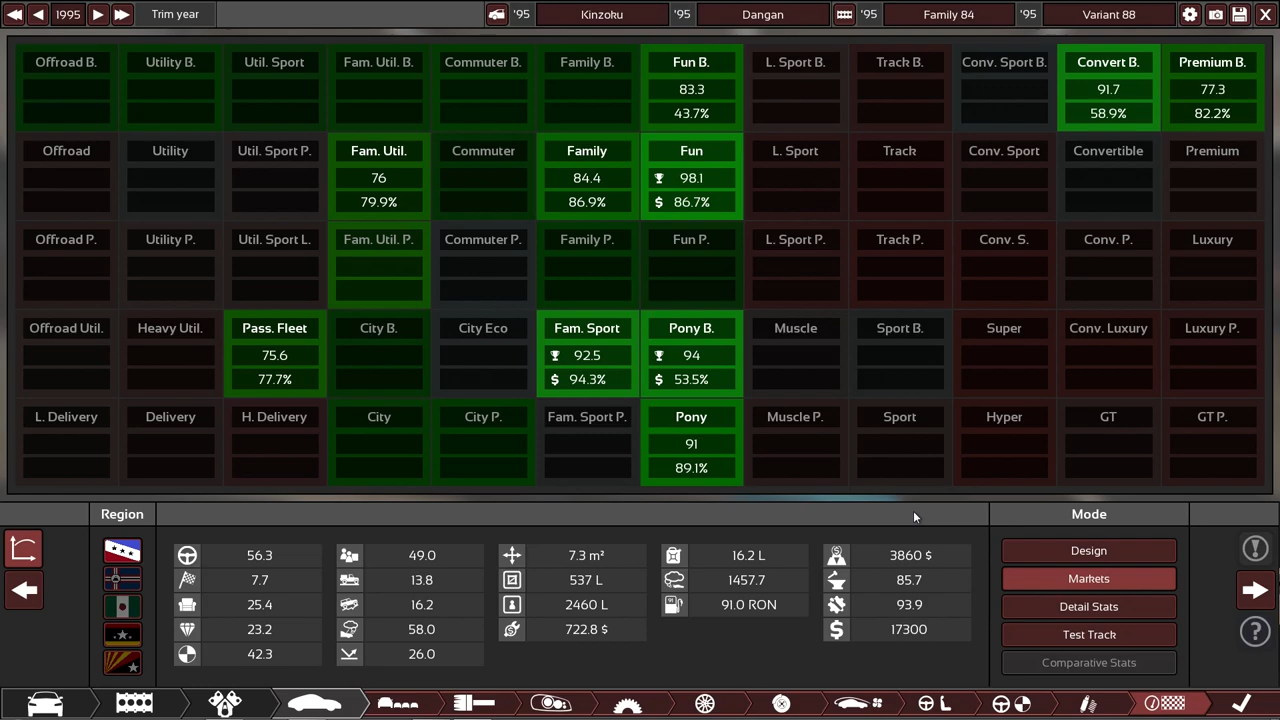 1995 Trim year '95 Kinzoku '95 Dangan '95 Family 84 '95 Variant 88
Offroad B. Utility B. Util. Sport Fam. Util. B. Commuter B. Family B. Fun B. L. Sport B. Track B. Conv. Sport B. Convert B. Premium B.
83.3 91.7 77.3
43.7% 58.9% 82.2%
Offroad Utility Util. Sport P. Fam. Util. Commuter Family Fun L. Sport Track Conv. Sport Convertible Premium
76 84.4 98.1
79.9% 86.9% $ 86.7%
Offroad P. Utility P. Util. Sport L. Fam. Util. P. Commuter P. Family P. Fun P. L. Sport P. Track P. Conv. S. Conv. P. Luxury
Offroad Util. Heavy Util. Pass. Fleet City B. City Eco Fam. Sport Pony B. Muscle Sport B. Super Conv. Luxury Luxury P.
75.6 92.5 94
77.7% $ 94.3% $ 53.5%
L. Delivery Delivery H. Delivery City City P. Fam. Sport P. Pony Muscle P. Sport Hyper GT GT P.
91
89.1%
Region Mode
56.3 49.0 7.3 m² 16.2 L 3860 $ Design
7.7 13.8 537 L 1457.7 85.7 Markets
25.4 16.2 2460 L 91.0 RON 93.9 Detail Stats
23.2 58.0 722.8 $ $ 17300 Test Track
42.3 26.0 Comparative Stats